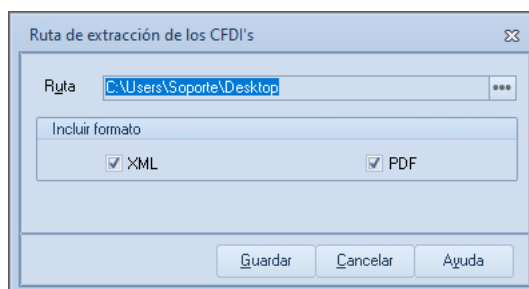 Ruta de extracción de los CFDI's
Ruta C:\Users\Soporte\Desktop
Incluir formato
XML PDF
Guardar Cancelar Ayuda